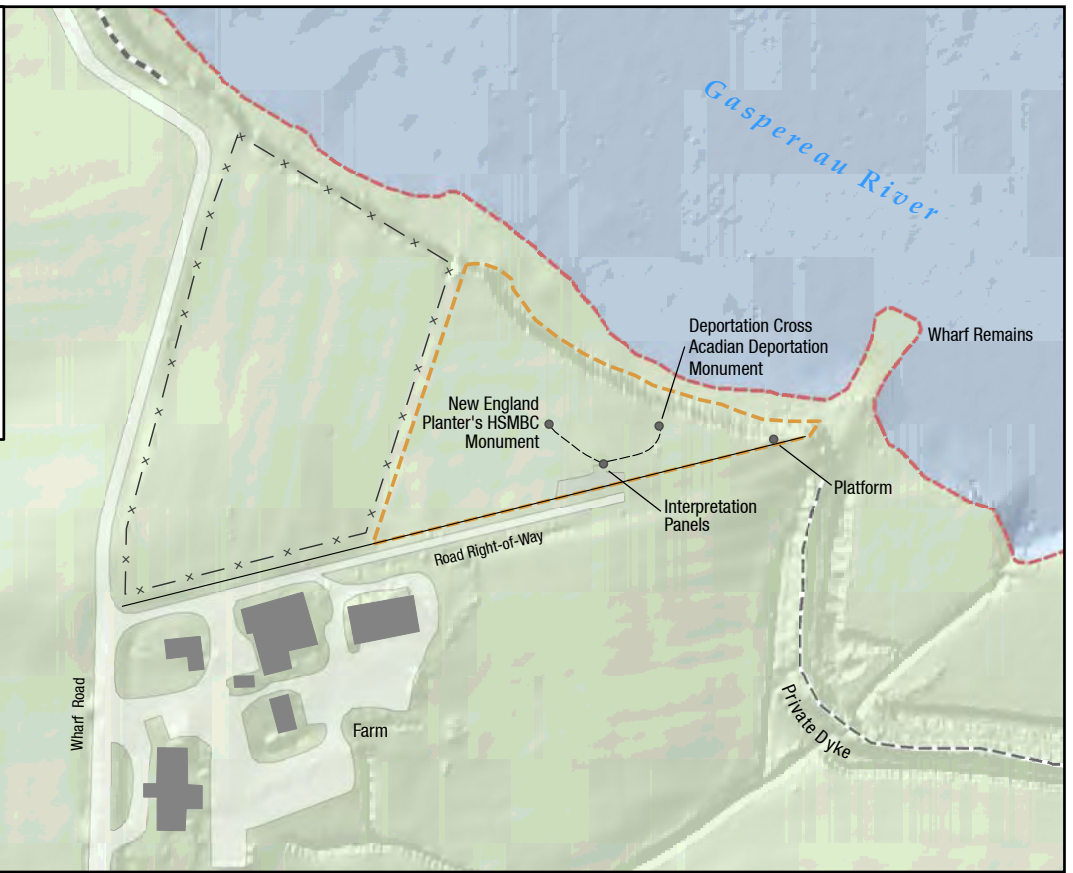 Gaspereau River
Wharf Remains
Deportation Cross
Acadian Deportation
Monument
New England
Planter's HSMBC
Monument
Platform
Interpretation
Panels
Road Right-of-Way
Wharf Road
Farm
Private Dyke